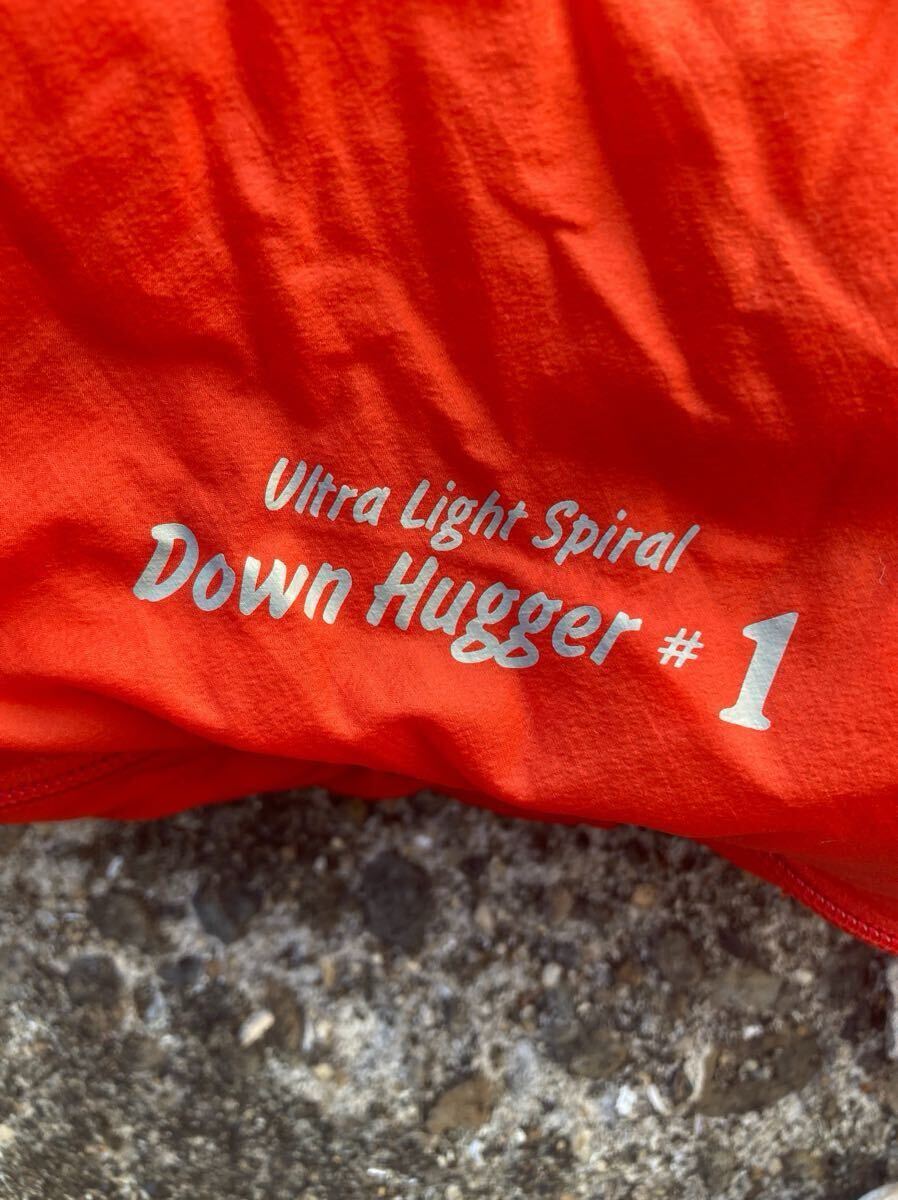 Ultra Light Spiral
Down Hugger # 1